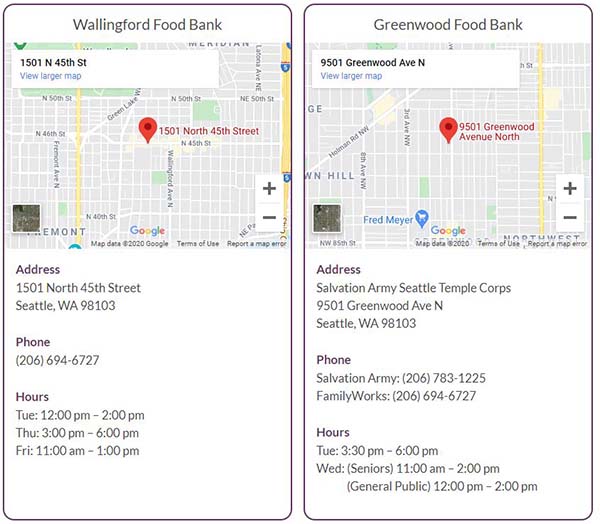 Wallingford Food Bank
1501 N 45th St
View larger map
MERIDIAN
Latona Ave NE
5
N 50th St
N 50th St
NE 50th St
Green Lake W
N 46th St
1501 North 45th Street
N 45th St
Fremont Ave N
Wallingford Ave N
N 40th St
FREMONT
5
NE Pa
Google
Map data ©2020 Google
Terms of Use
Report a map error
Address
1501 North 45th Street
Seattle, WA 98103
Phone
(206) 694-6727
Hours
Tue: 12:00 pm – 2:00 pm
Thu: 3:00 pm – 6:00 pm
Fri: 11:00 am – 1:00 pm
Greenwood Food Bank
9501 Greenwood Ave N
View larger map
GE
Holman Rd NW
3rd Ave NW
8th Ave NW
9501 Greenwood
Avenue North
WN HILL
Fred Meyer
NW 85th St
NORTHWEST
Google
Map data ©2020
Terms of Use
Report a map error
Address
Salvation Army Seattle Temple Corps
9501 Greenwood Ave N
Seattle, WA 98103
Phone
Salvation Army: (206) 783-1225
FamilyWorks: (206) 694-6727
Hours
Tue: 3:30 pm – 6:00 pm
Wed: (Seniors) 11:00 am – 2:00 pm
(General Public) 12:00 pm – 2:00 pm